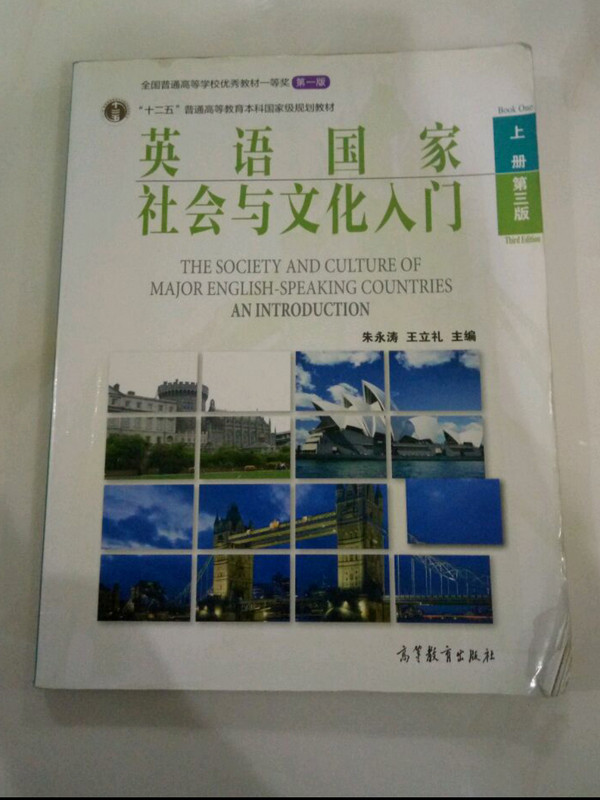 全国普通高等学校优秀教材一等奖 第一版
十二五
“十二五”普通高等教育本科国家级规划教材
Book One
上册
第三版
Third Edition
英语国家
社会与文化入门
THE SOCIETY AND CULTURE OF
MAJOR ENGLISH-SPEAKING COUNTRIES
AN INTRODUCTION
朱永涛 王立礼 主编
高等教育出版社